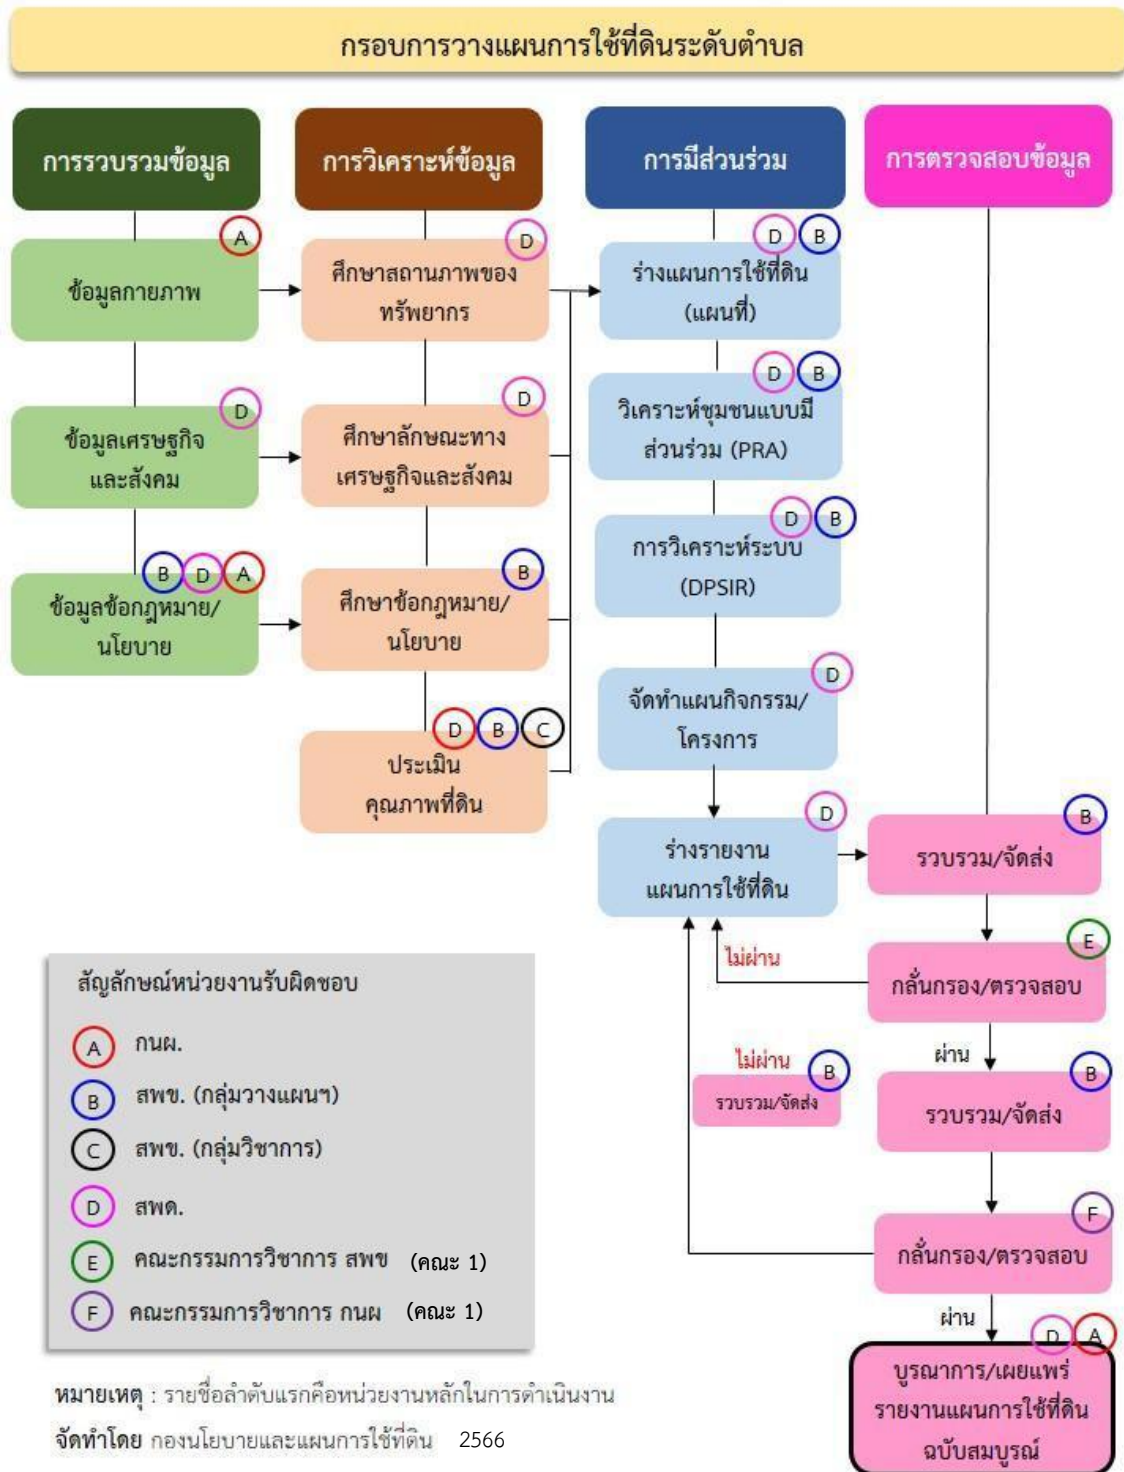 กรอบการวางแผนการใช้ที่ดินระดับตำบล
การรวบรวมข้อมูล
การวิเคราะห์ข้อมูล
การมีส่วนร่วม
การตรวจสอบข้อมูล
A
ข้อมูลกายภาพ
D
ศึกษาสถานภาพของ
ทรัพยากร
D B
ร่างแผนการใช้ที่ดิน
(แผนที่)
D
ข้อมูลเศรษฐกิจ
และสังคม
D
ศึกษาลักษณะทาง
เศรษฐกิจและสังคม
D B
วิเคราะห์ชุมชนแบบมี
ส่วนร่วม (PRA)
B D A
ข้อมูลข้อกฎหมาย/
นโยบาย
B
ศึกษาข้อกฎหมาย/
นโยบาย
D B
การวิเคราะห์ระบบ
(DPSIR)
D B C
ประเมิน
คุณภาพที่ดิน
D
จัดทำแผนกิจกรรม/
โครงการ
D
ร่างรายงาน
แผนการใช้ที่ดิน
B
รวบรวม/จัดส่ง
E
กลั่นกรอง/ตรวจสอบ
ไม่ผ่าน
ผ่าน
ไม่ผ่าน
B
รวบรวม/จัดส่ง
B
รวบรวม/จัดส่ง
F
กลั่นกรอง/ตรวจสอบ
ผ่าน
D A
บูรณาการ/เผยแพร่
รายงานแผนการใช้ที่ดิน
ฉบับสมบูรณ์
สัญลักษณ์หน่วยงานรับผิดชอบ
A กนผ.
B สพข. (กลุ่มวางแผนฯ)
C สพข. (กลุ่มวิชาการ)
D สพด.
E คณะกรรมการวิชาการ สพข (คณะ 1)
F คณะกรรมการวิชาการ กนผ (คณะ 1)
หมายเหตุ : รายชื่อลำดับแรกคือหน่วยงานหลักในการดำเนินงาน
จัดทำโดย กองนโยบายและแผนการใช้ที่ดิน 2566